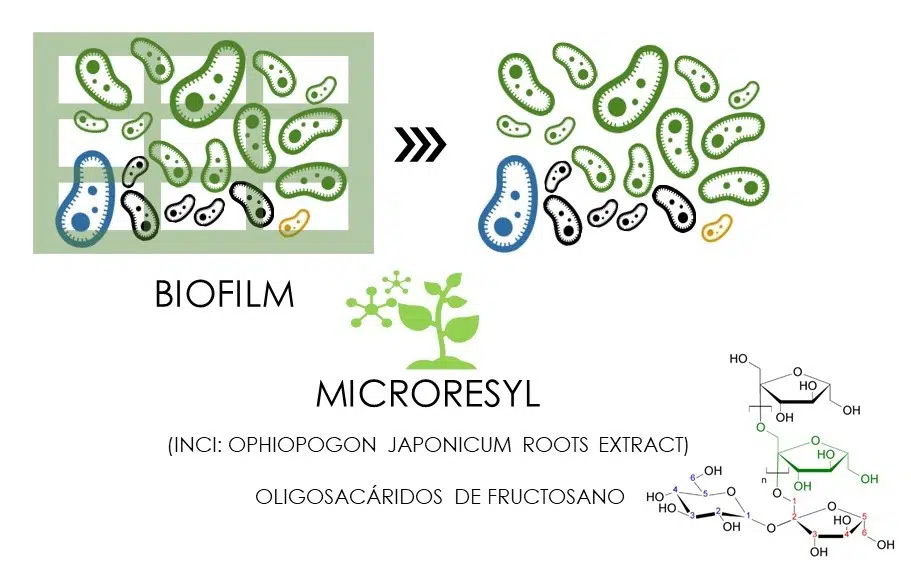 BIOFILM
MICRORESYL
(INCI: OPHIOPOGON JAPONICUM ROOTS EXTRACT)
OLIGOSACÁRIDOS DE FRUCTOSANO
HO
O
HO
OH
OH
O
O
HO
OH
OH
n
O
6
OH
4
5
O
HO
HO
3
2
1
OH
O
1
2
O
5
HO
3
4
6
OH
OH